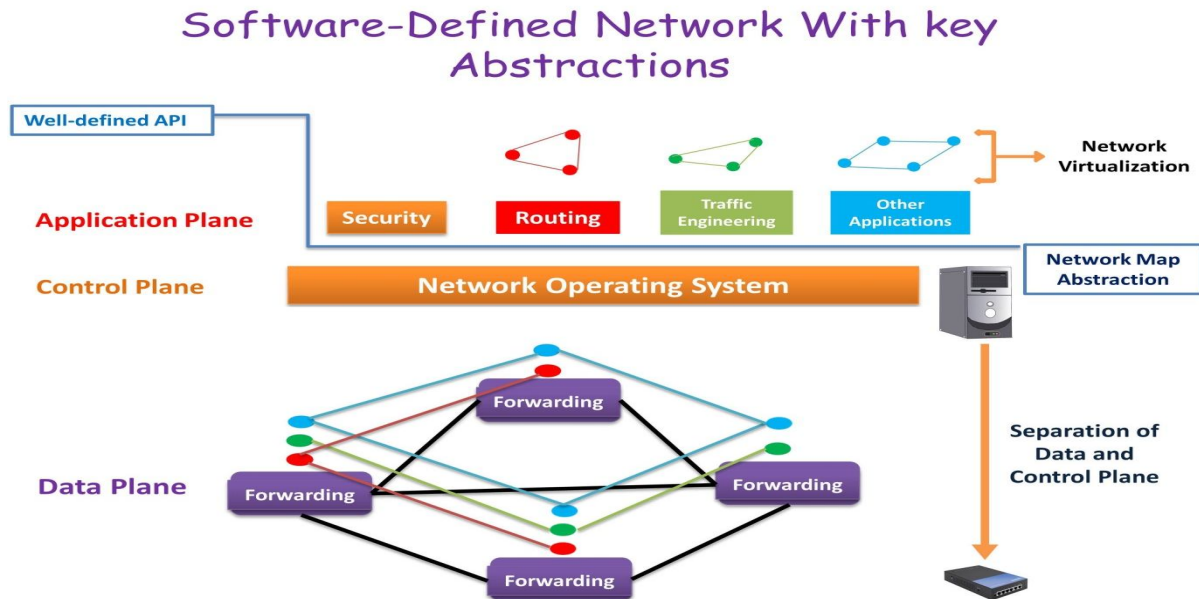 Software-Defined Network With key
Abstractions
Well-defined API
Network
Virtualization
Application Plane
Security
Routing
Traffic
Engineering
Other
Applications
Network Map
Abstraction
Control Plane
Network Operating System
Forwarding
Separation of
Data and
Control Plane
Data Plane
Forwarding
Forwarding
Forwarding